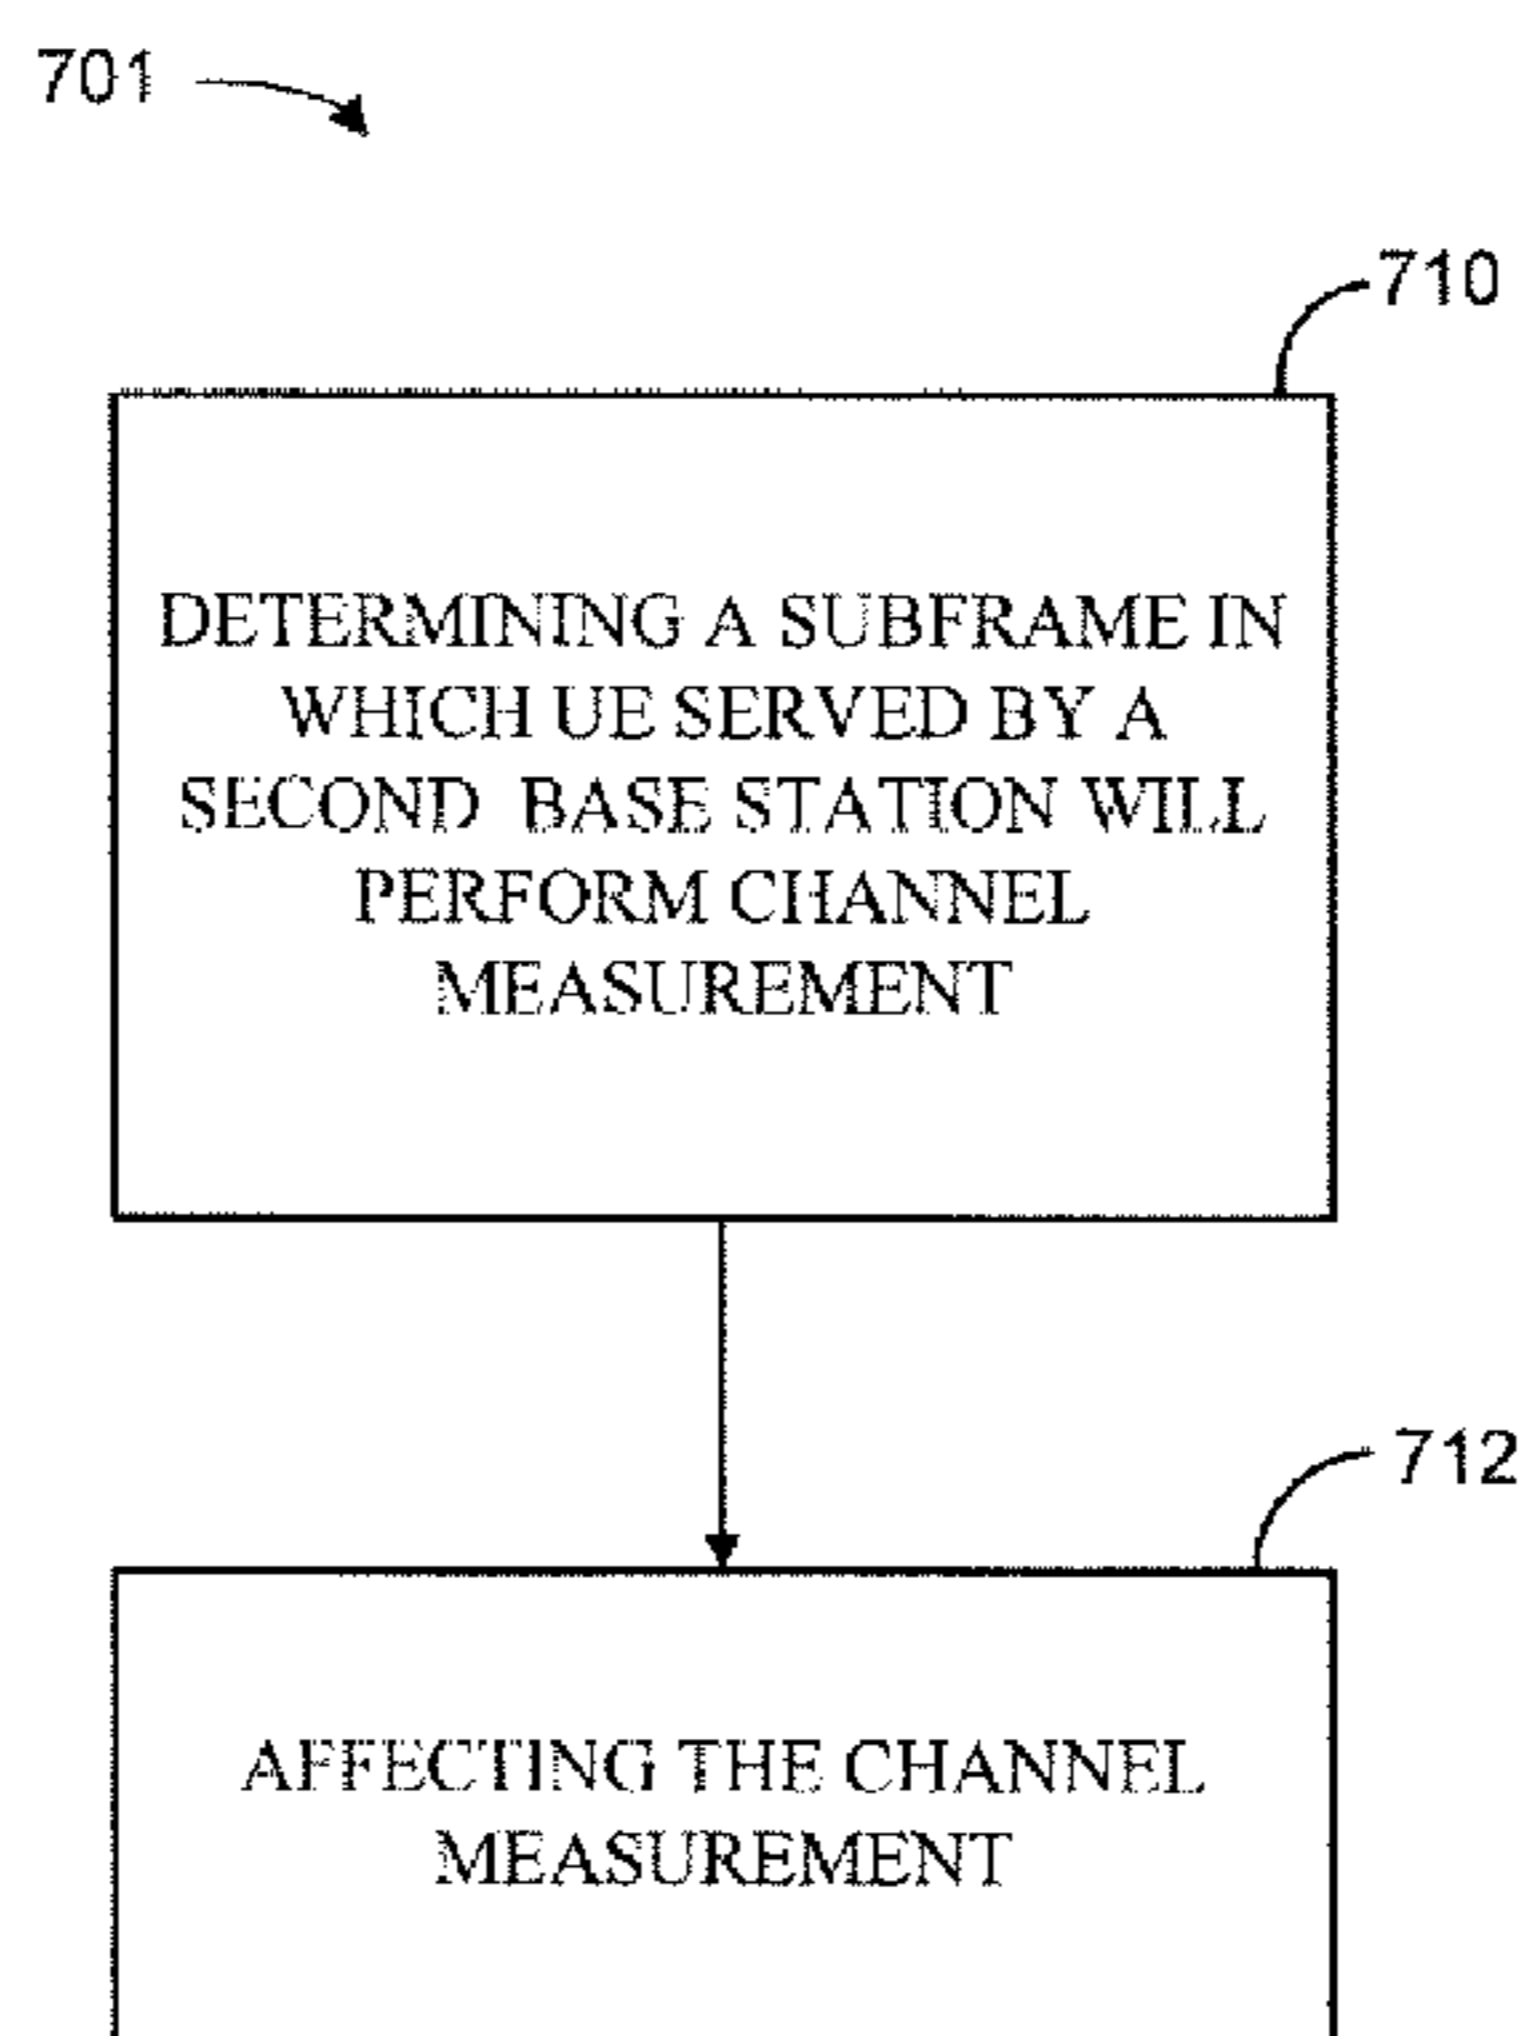 701
710
DETERMINING A SUBFRAME IN
WHICH UE SERVED BY A
SECOND BASE STATION WILL
PERFORM CHANNEL
MEASUREMENT
712
AFFECTING THE CHANNEL
MEASUREMENT